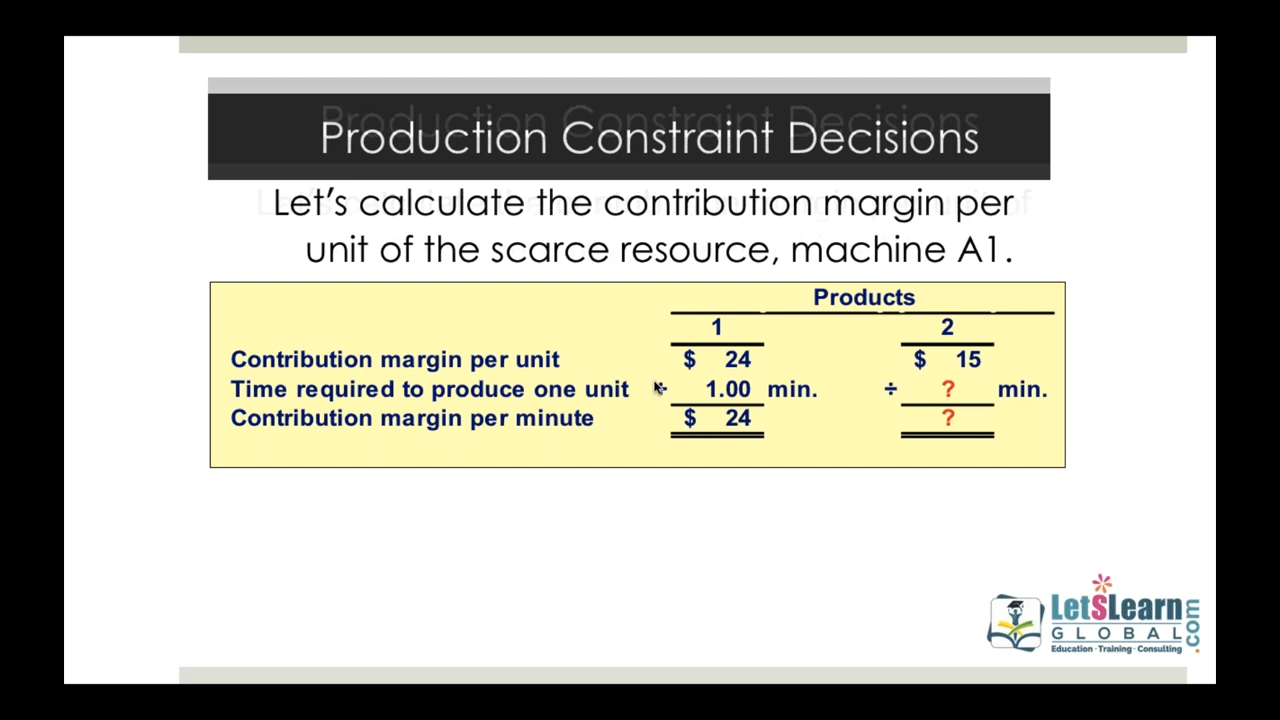 Production Constraint Decisions
Let's calculate the contribution margin per
unit of the scarce resource, machine A1.
Products
1 2
Contribution margin per unit $ 24 $ 15
Time required to produce one unit ÷ 1.00 min. ÷ ? min.
Contribution margin per minute $ 24 ?
LetSLearn
GLOBAL
.com
Education · Training · Consulting